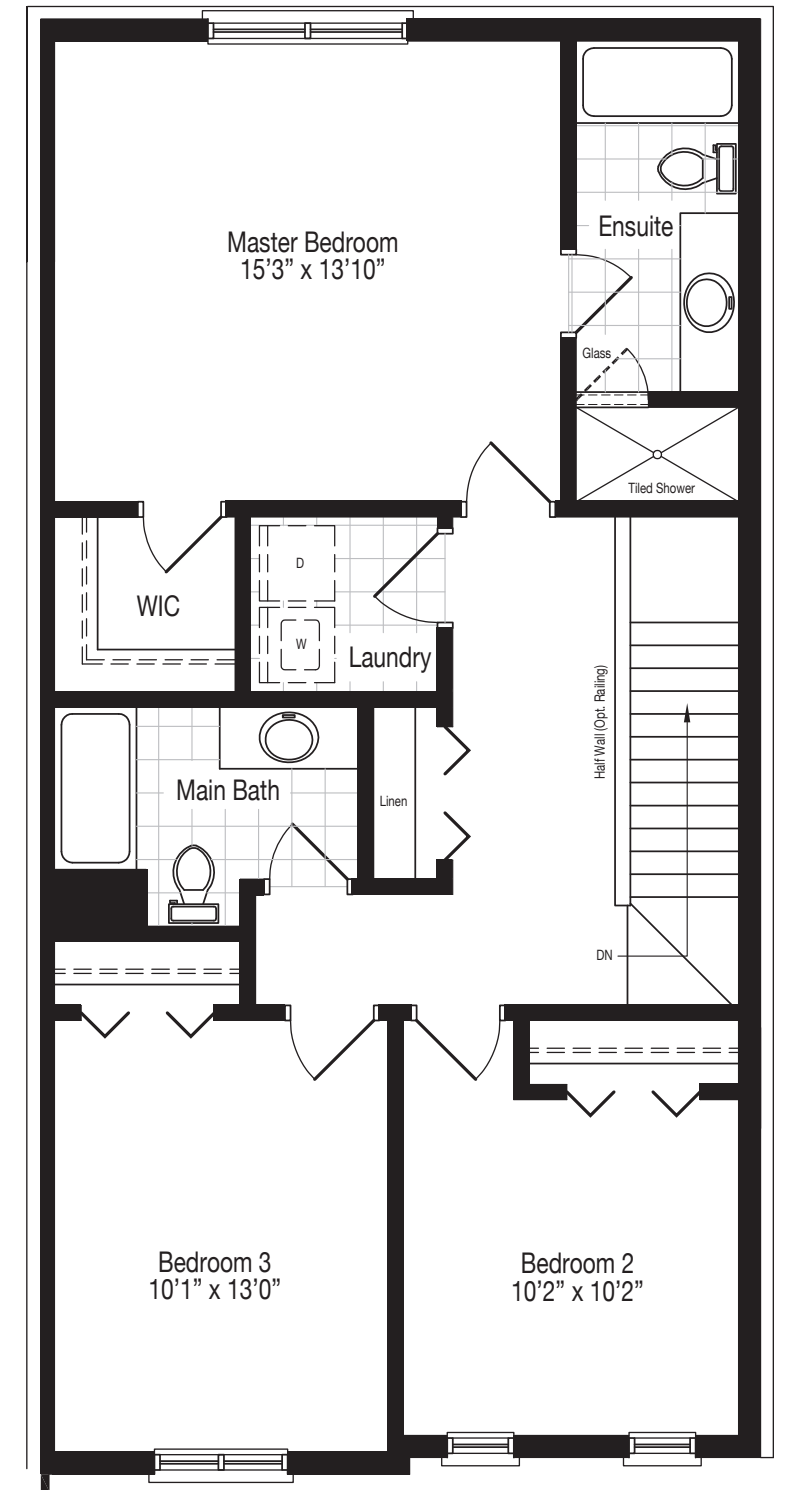 Master Bedroom
15’3” x 13’10”
Ensuite
Glass
Tiled Shower
D
WIC
W
Laundry
Half Wall (Opt. Railing)
Main Bath
Linen
DN
Bedroom 3
10’1” x 13’0”
Bedroom 2
10’2” x 10’2”